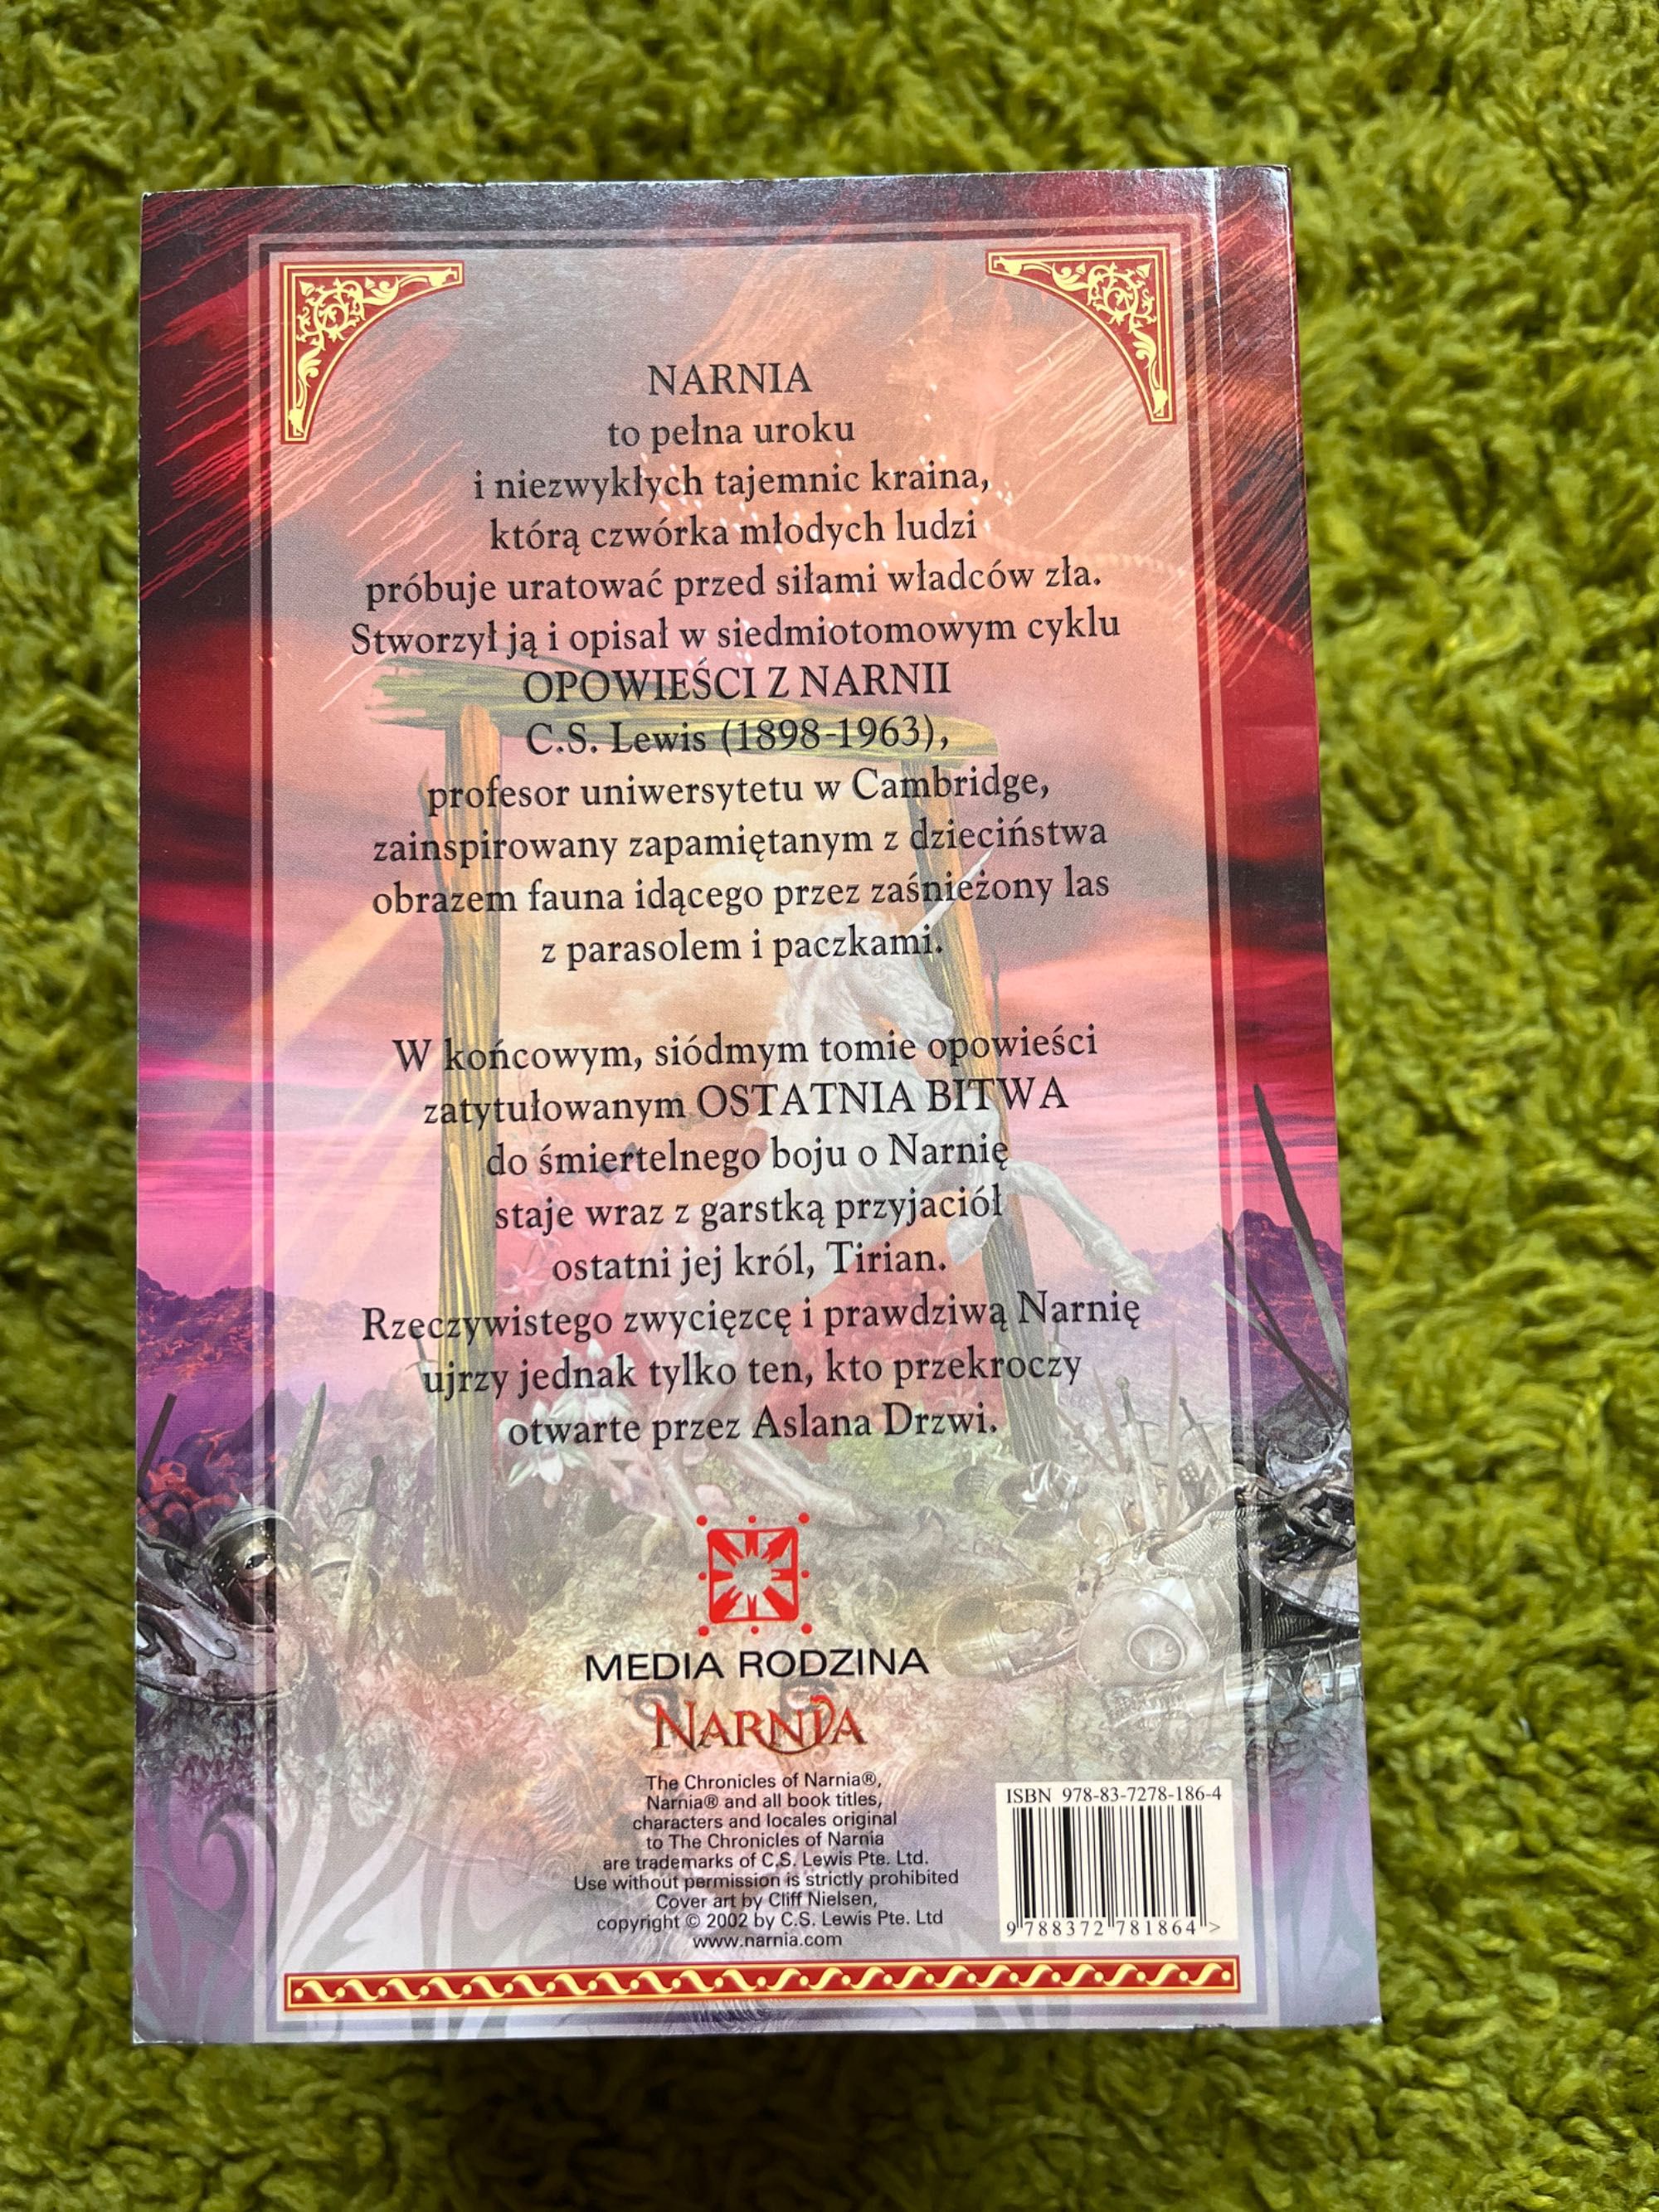 NARNIA
to pełna uroku
i niezwykłych tajemnic kraina,
którą czwórka młodych ludzi
próbuje uratować przed siłami władców zła.
Stworzył ją i opisał w siedmiotomowym cyklu
OPOWIEŚCI Z NARNII
C.S. Lewis (1898-1963),
profesor uniwersytetu w Cambridge,
zainspirowany zapamiętanym z dzieciństwa
obrazem fauna idącego przez zaśnieżony las
z parasolem i paczkami.
W końcowym, siódmym tomie opowieści
zatytułowanym OSTATNIA BITWA
do śmiertelnego boju o Narnię
staje wraz z garstką przyjaciół
ostatni jej król, Tirian.
Rzeczywistego zwycięzcę i prawdziwą Narnię
ujrzy jednak tylko ten, kto przekroczy
otwarte przez Aslana Drzwi.
MEDIA RODZINA
NARNIA
The Chronicles of Narnia®,
Narnia® and all book titles,
characters and locales original
to The Chronicles of Narnia
are trademarks of C.S. Lewis Pte. Ltd.
Use without permission is strictly prohibited
Cover art by Cliff Nielsen,
copyright © 2002 by C.S. Lewis Pte. Ltd
www.narnia.com
ISBN 978-83-7278-186-4
9 788372 781864 >